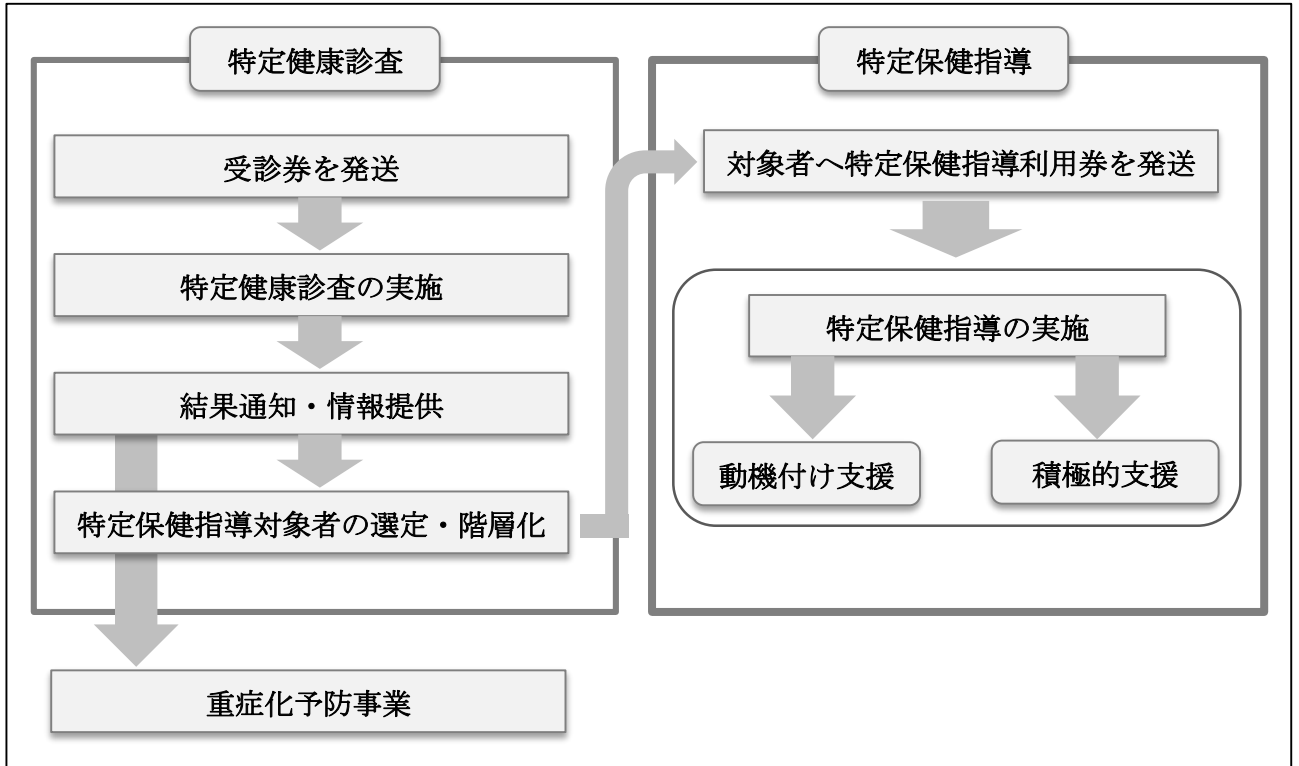 特定健康診査
受診券を発送
特定健康診査の実施
結果通知・情報提供
特定保健指導対象者の選定・階層化
重症化予防事業
特定保健指導
対象者へ特定保健指導利用券を発送
特定保健指導の実施
動機付け支援
積極的支援